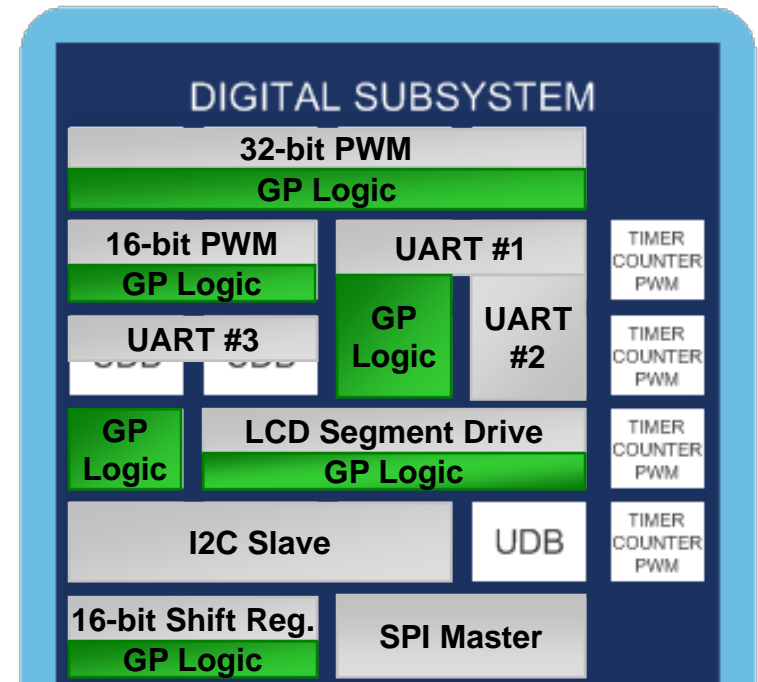 DIGITAL SUBSYSTEM
32-bit PWM
GP Logic
16-bit PWM
GP Logic
UART #1
TIMER
COUNTER
PWM
GP
Logic
UART
#2
UART #3
UDB
UDB
TIMER
COUNTER
PWM
GP
Logic
LCD Segment Drive
GP Logic
TIMER
COUNTER
PWM
I2C Slave
UDB
TIMER
COUNTER
PWM
16-bit Shift Reg.
GP Logic
SPI Master